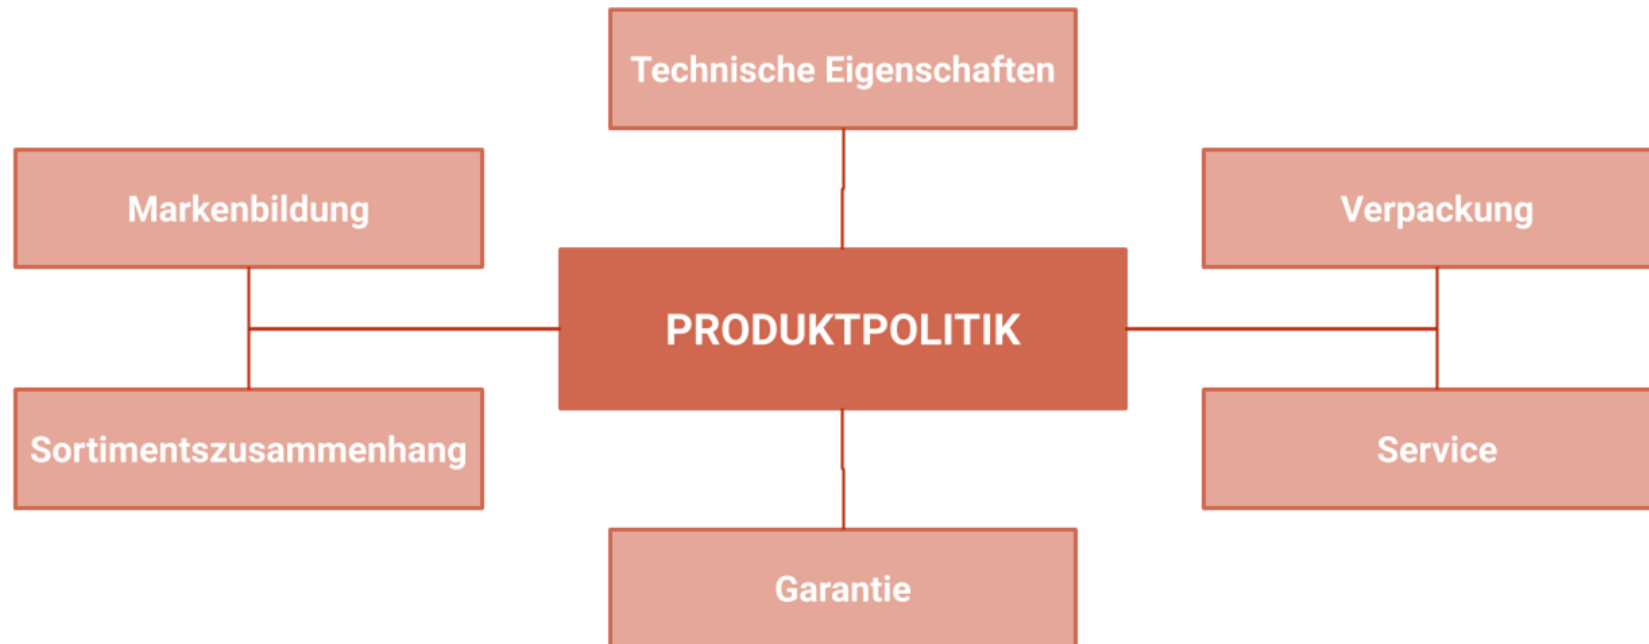 Technische Eigenschaften
Markenbildung
Verpackung
PRODUKTPOLITIK
Sortimentszusammenhang
Service
Garantie